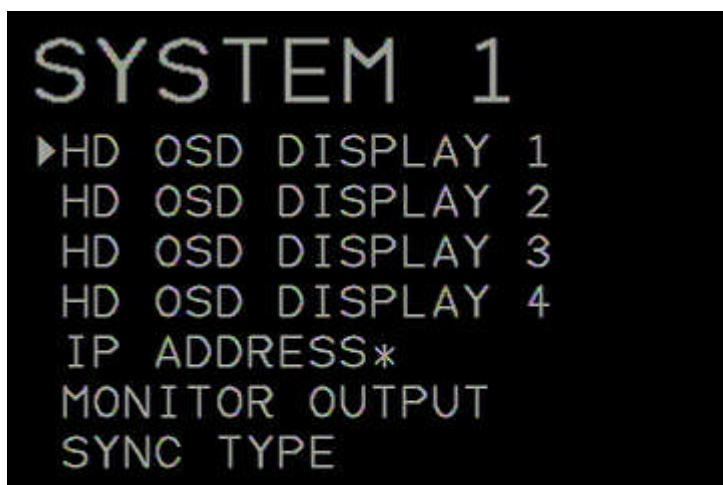 SYSTEM 1
HD OSD DISPLAY 1
HD OSD DISPLAY 2
HD OSD DISPLAY 3
HD OSD DISPLAY 4
IP ADDRESS*
MONITOR OUTPUT
SYNC TYPE